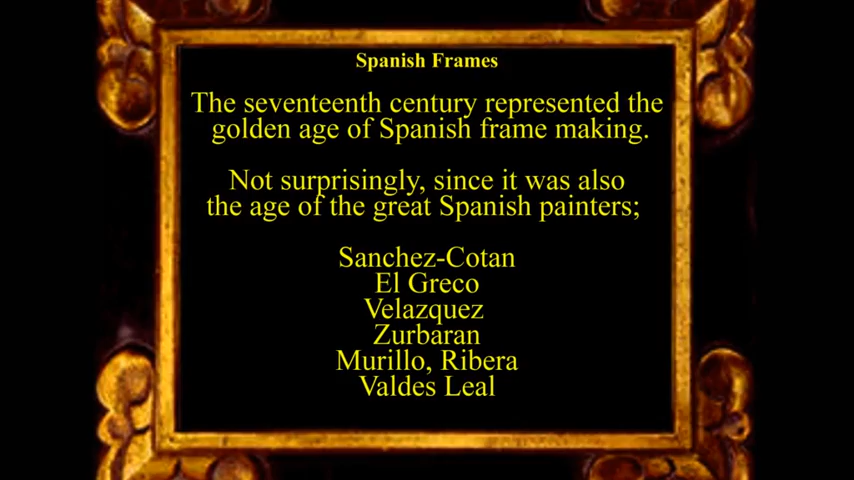 Spanish Frames
The seventeenth century represented the
golden age of Spanish frame making.
Not surprisingly, since it was also
the age of the great Spanish painters;
Sanchez-Cotan
El Greco
Velazquez
Zurbaran
Murillo, Ribera
Valdes Leal